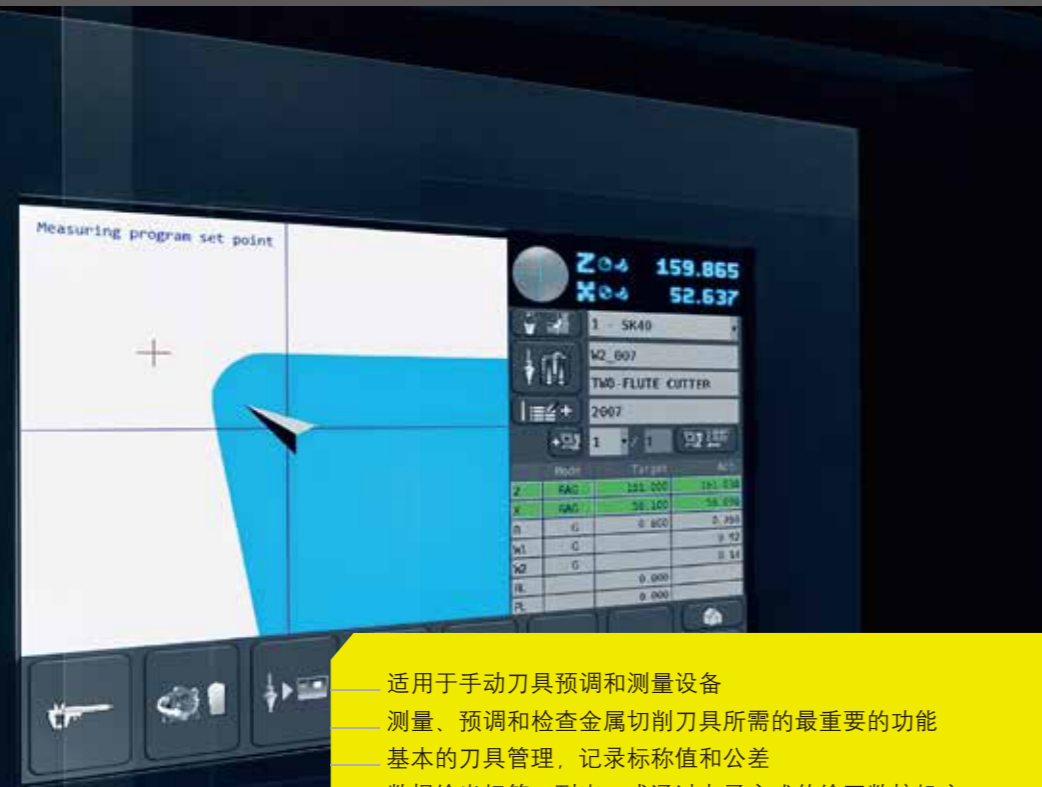 Measuring program set point
Z 159.865
X 52.637
1 - SK40
W2_007
TWO-FLUTE CUTTER
2007
1 / 1
Mode Target Act.
Z RAG 161.000
X RAG 56.100
R G 0.800
W1 G
W2 G
RL 0.000
PL 0.000
适用于手动刀具预调和测量设备
测量、预调和检查金属切削刀具所需的最重要的功能
基本的刀具管理，记录标称值和公差